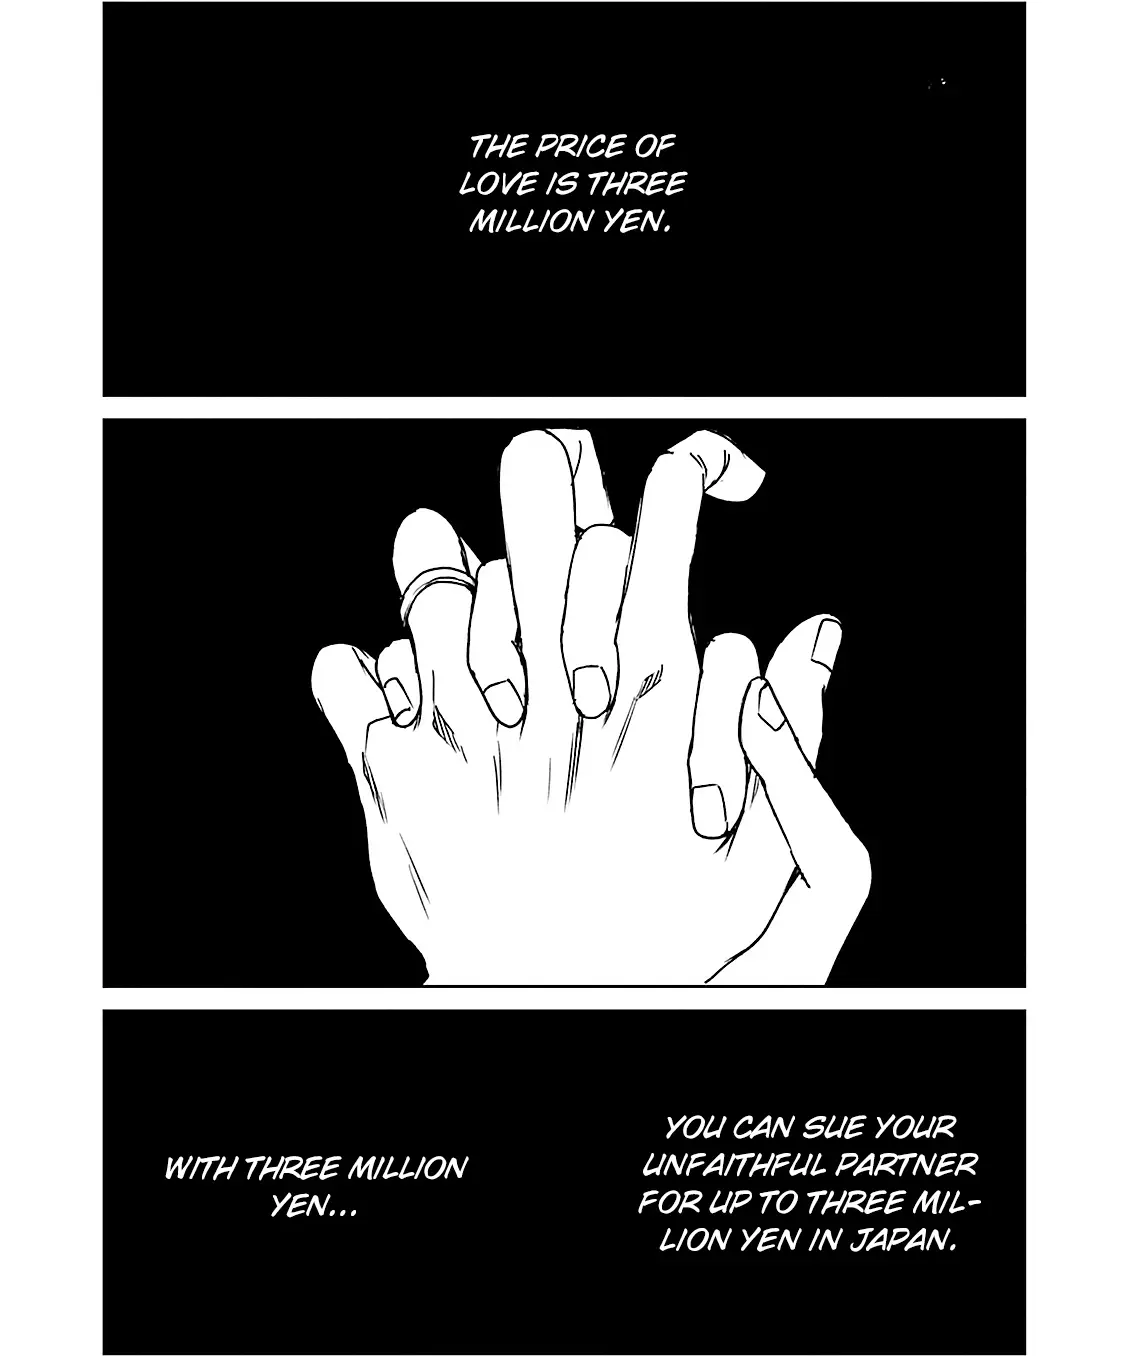 THE PRICE OF
LOVE IS THREE
MILLION YEN.
YOU CAN SUE YOUR
UNFAITHFUL PARTNER
FOR UP TO THREE MIL-
LION YEN IN JAPAN.
WITH THREE MILLION
YEN...